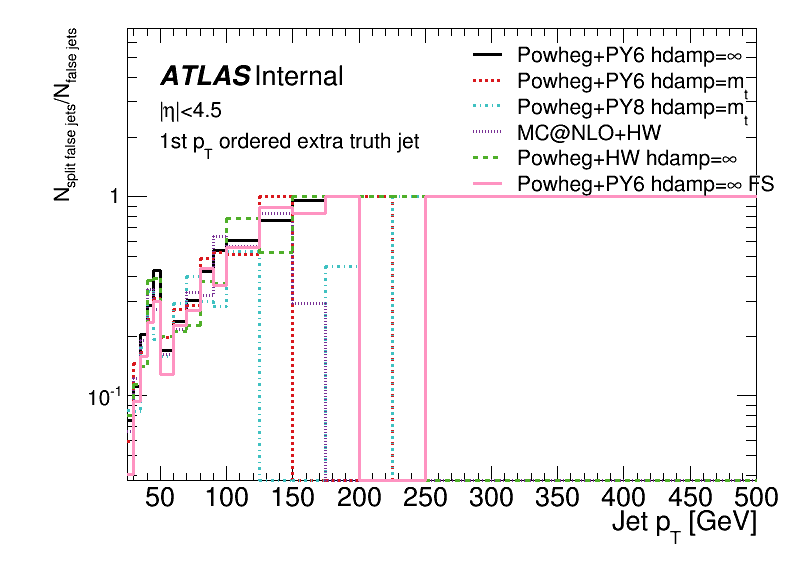 N_split false jets/N_false jets
ATLAS Internal
|η|<4.5
1st p_T ordered extra truth jet
Powheg+PY6 hdamp=∞
Powheg+PY6 hdamp=m_t
Powheg+PY8 hdamp=m_t
MC@NLO+HW
Powheg+HW hdamp=∞
Powheg+PY6 hdamp=∞ FS
1
10^-1
50 100 150 200 250 300 350 400 450 500
Jet p_T [GeV]